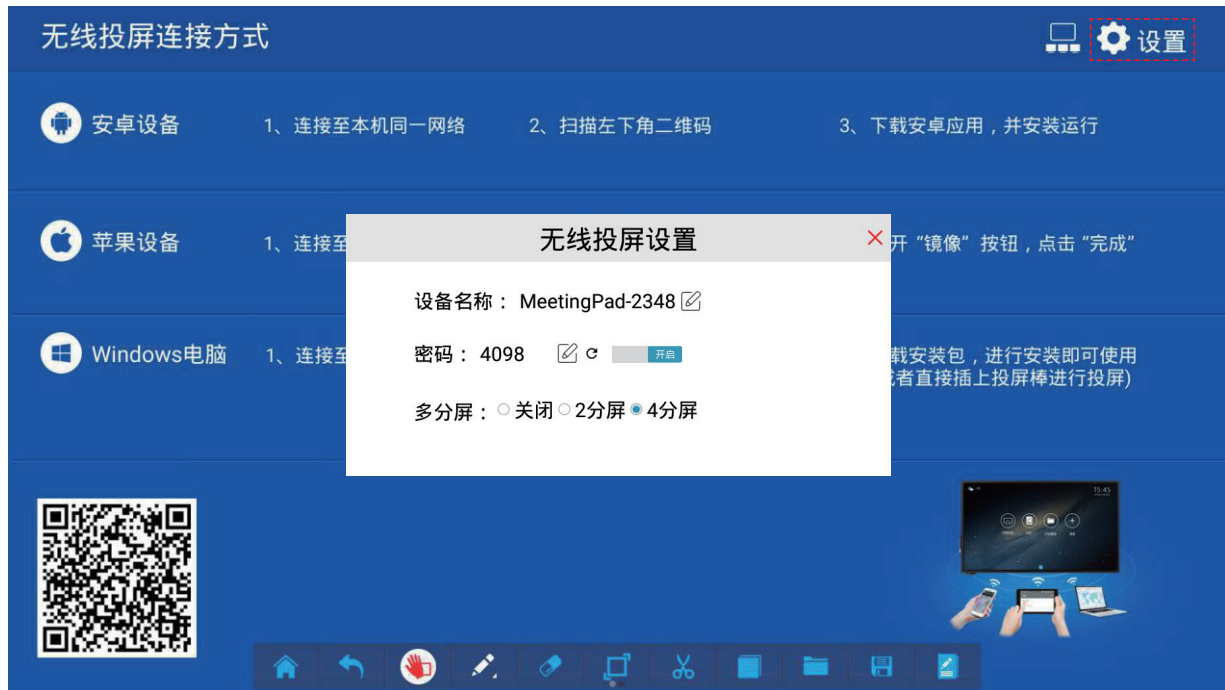 无线投屏连接方式
设置
安卓设备 1、连接至本机同一网络 2、扫描左下角二维码 3、下载安卓应用，并安装运行
苹果设备 1、连接至 开“镜像”按钮，点击“完成”
Windows电脑 1、连接至 载安装包，进行安装即可使用
者直接插上投屏棒进行投屏)
无线投屏设置
设备名称： MeetingPad-2348
密码： 4098 开启
多分屏： 关闭 2分屏 4分屏
15:45